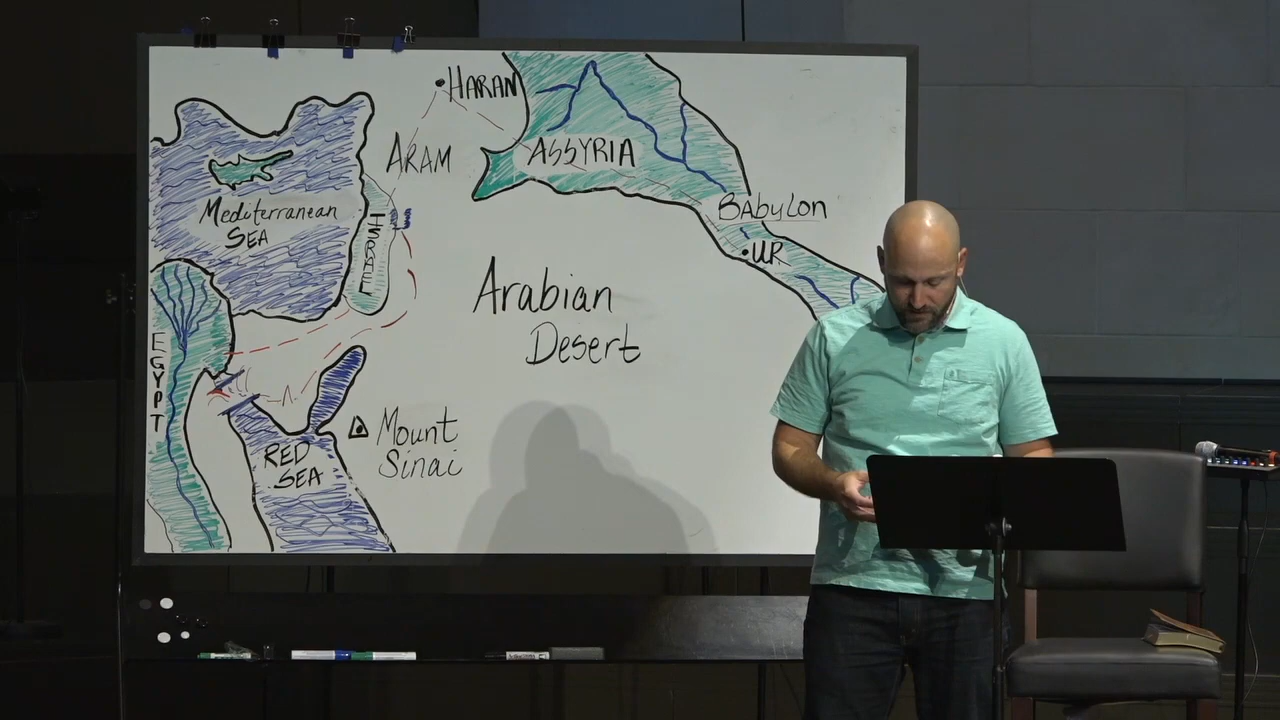 HARAN
ARAM
ASSYRIA
Mediterranean
SEA
ISRAEL
BAbyLON
UR
Arabian
Desert
EGYPT
Mount
Sinai
RED
SEA